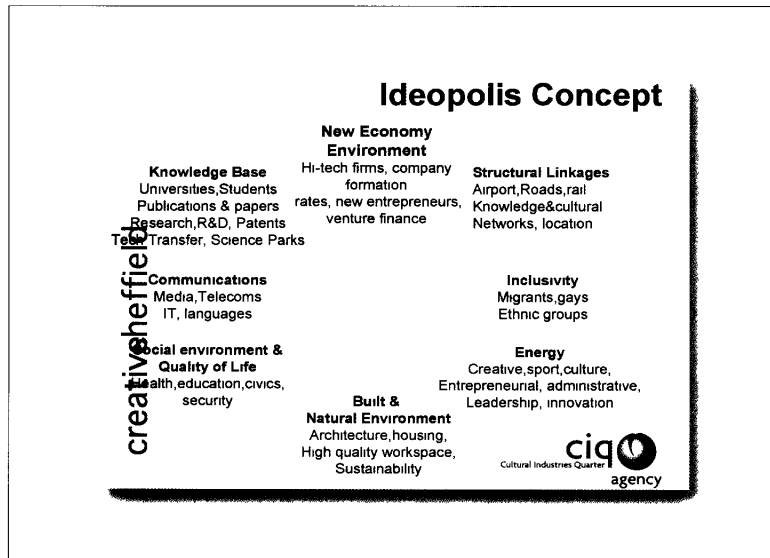 Ideopolis Concept
New Economy
Environment
Hi-tech firms, company
formation
rates, new entrepreneurs,
venture finance
Knowledge Base
Universities,Students
Publications & papers
Research,R&D, Patents
Tech Transfer, Science Parks
Structural Linkages
Airport,Roads,rail
Knowledge&cultural
Networks, location
Communications
Media,Telecoms
IT, languages
Inclusivity
Migrants,gays
Ethnic groups
Social environment &
Quality of Life
Health,education,civics,
security
Energy
Creative,sport,culture,
Entrepreneurial, administrative,
Leadership, innovation
Built &
Natural Environment
Architecture,housing,
High quality workspace,
Sustainability
creativesheffield
ciq
Cultural Industries Quarter
agency